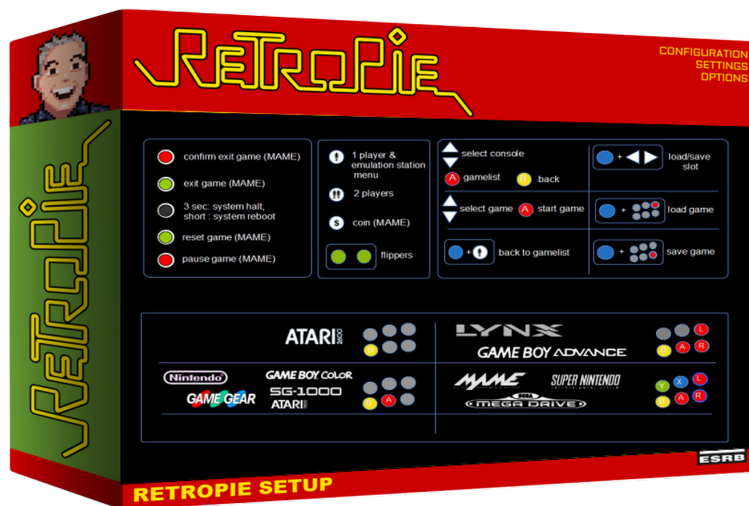 RETROPIE
CONFIGURATION
SETTINGS
OPTIONS
RETROPIE
confirm exit game (MAME)
exit game (MAME)
3 sec: system halt,
short : system reboot
reset game (MAME)
pause game (MAME)
1 player &
emulation station
menu
2 players
$ coin (MAME)
flippers
select console
A gamelist B back
select game A start game
+ back to gamelist
+ load/save
slot
+ load game
+ save game
ATARI 2600
B
LYNX
GAME BOY ADVANCE
L
B A R
Nintendo
GAME BOY COLOR
GAME GEAR
SG-1000
ATARI
B A
MAME
SUPER NINTENDO
SEGA
MEGA DRIVE
Y X L
B A R
ESRB
RETROPIE SETUP